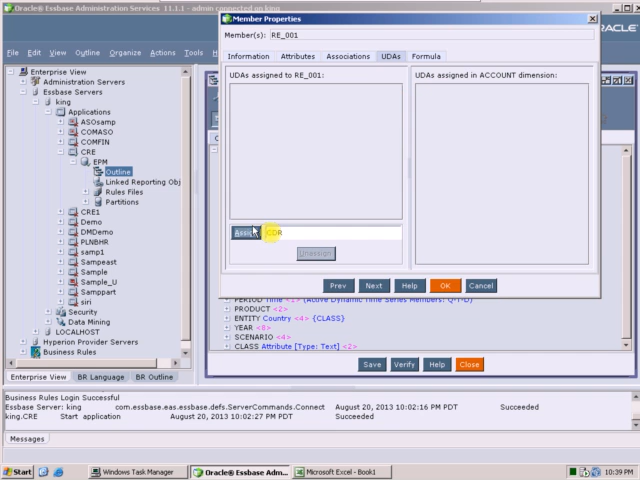 Oracle® Essbase Administration Services 11.1.1 - admin connected on king
Member Properties
ORACLE
Member(s): RE_001
File Edit View Outline Organize Actions Tools
Information Attributes Associations UDAs Formula
UDAs assigned to RE_001:
UDAs assigned in ACCOUNT dimension:
Enterprise View
Administration Servers
Essbase Servers
king
Applications
ASOsamp
COMASO
COMFIN
CRE
EPM
Outline
Linked Reporting Obj
Rules Files
Partitions
CRE1
Demo
DMDemo
PLNBHR
samp1
Sampeast
Sample
Sample_U
Samppart
siri
Security
Data Mining
LOCALHOST
Hyperion Provider Servers
Business Rules
Assign CDR
Unassign
Prev Next Help OK Cancel
PERIOD Time <1> (Active Dynamic Time Series Members: Q-T-D)
PRODUCT <2>
ENTITY Country <4> {CLASS}
YEAR <8>
SCENARIO <4>
CLASS Attribute [Type: Text] <2>
Save Verify Help Close
Enterprise View BR Language BR Outline
Business Rules Login Successful
Essbase Server: king com.essbase.eas.essbase.defs.ServerCommands.Connect August 20, 2013 10:02:16 PM PDT Succeeded
king.CRE Start application August 20, 2013 10:02:27 PM PDT Succeeded
Messages
Start Windows Task Manager Oracle® Essbase Adm... Microsoft Excel - Book1 10:39 PM